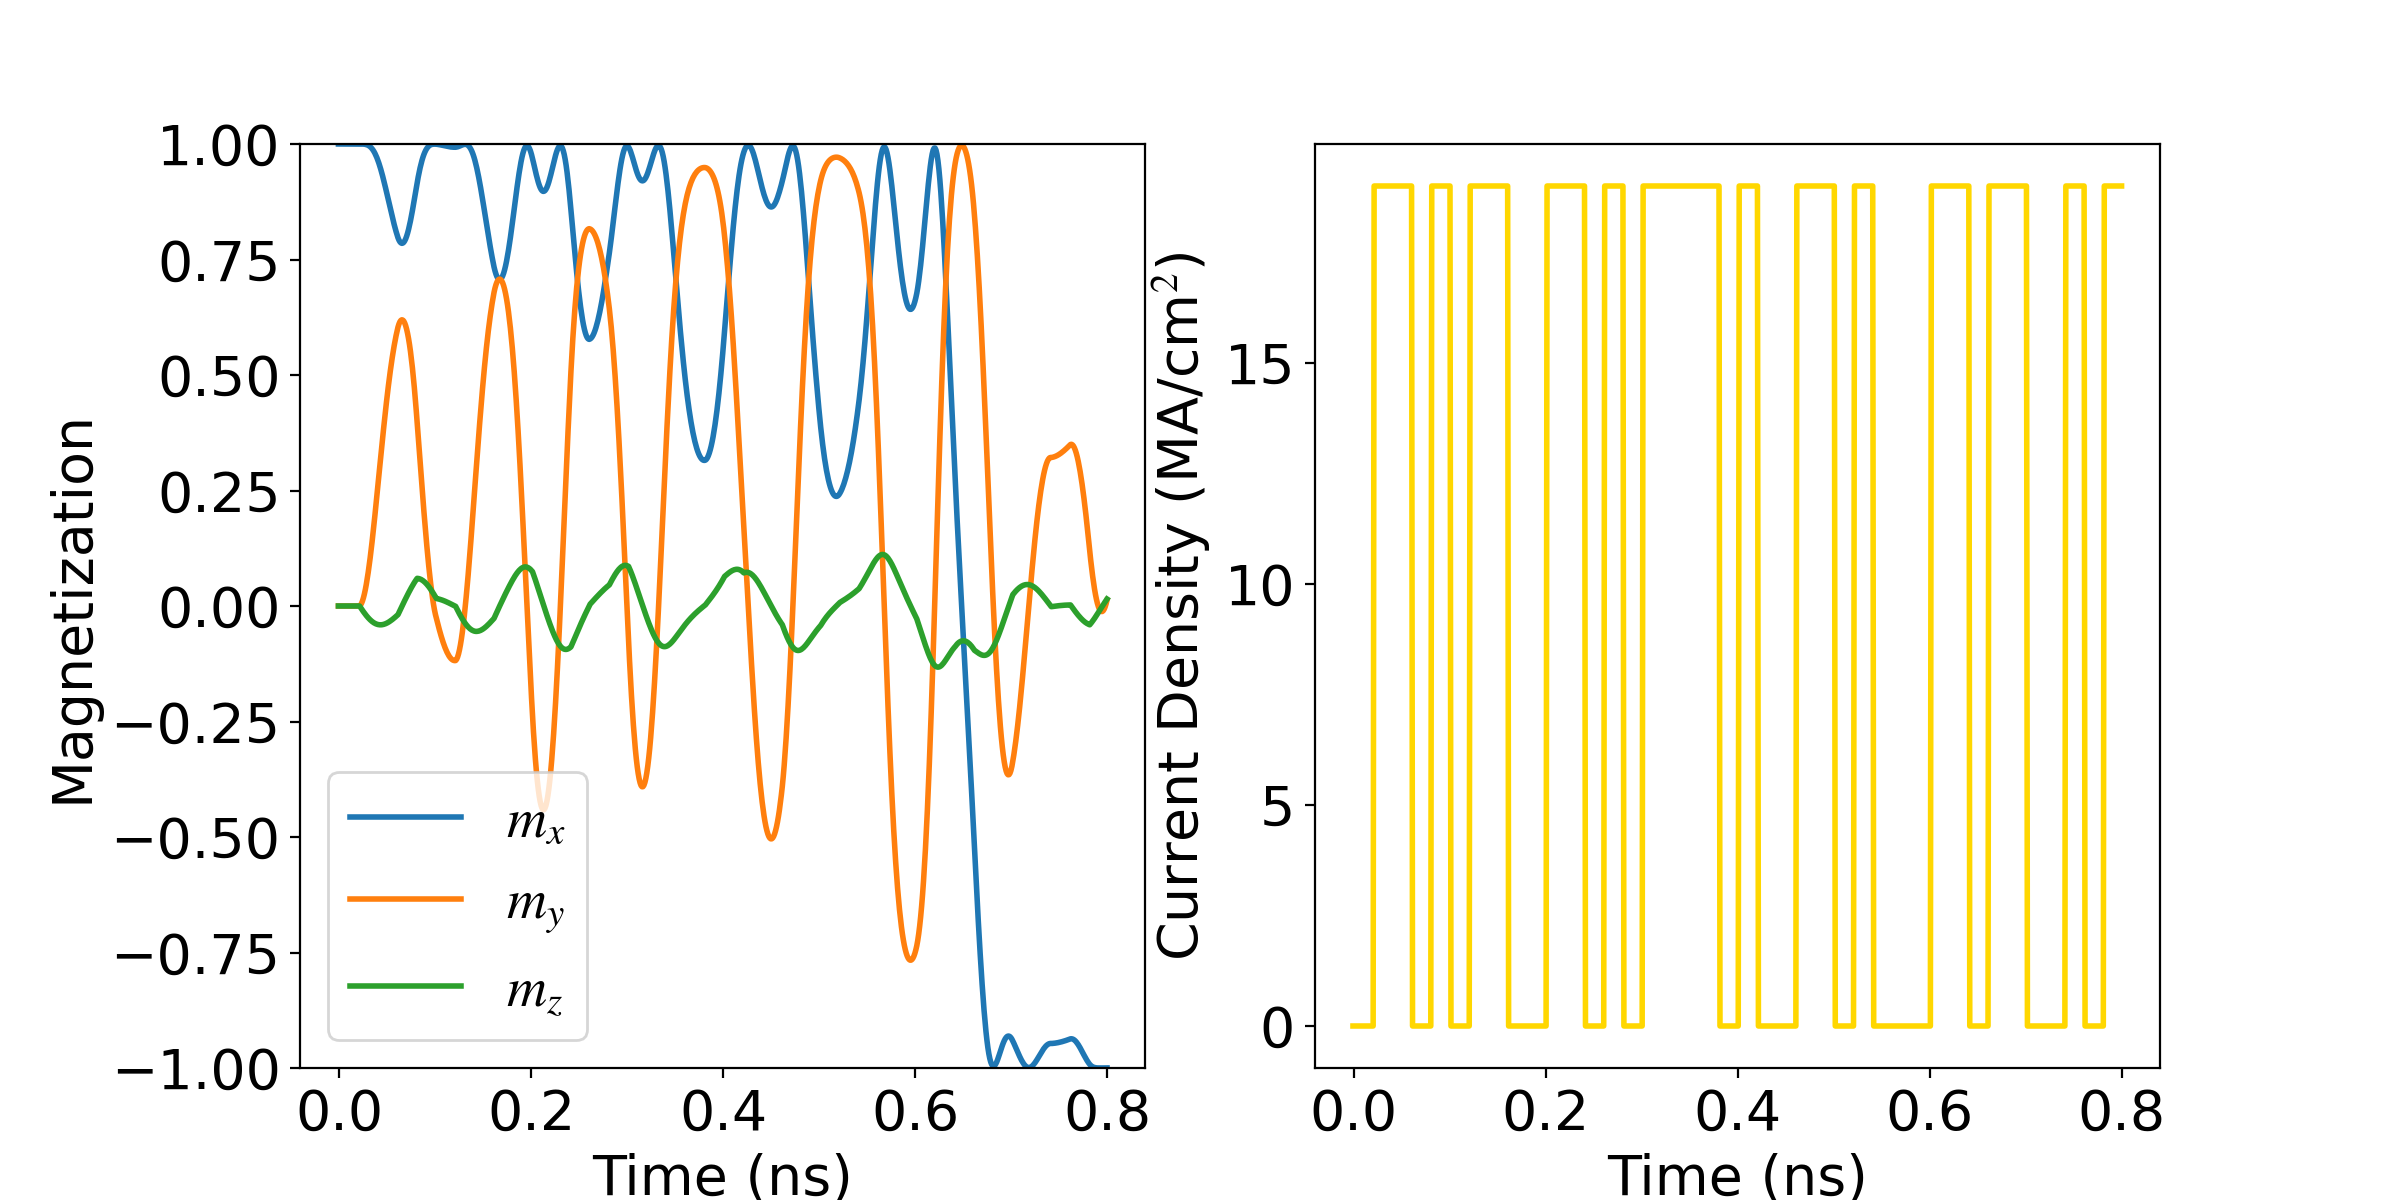 Magnetization
1.00
0.75
0.50
0.25
0.00
−0.25
−0.50
−0.75
−1.00
m_x
m_y
m_z
0.0 0.2 0.4 0.6 0.8
Time (ns)
Current Density (MA/cm²)
15
10
5
0
0.0 0.2 0.4 0.6 0.8
Time (ns)